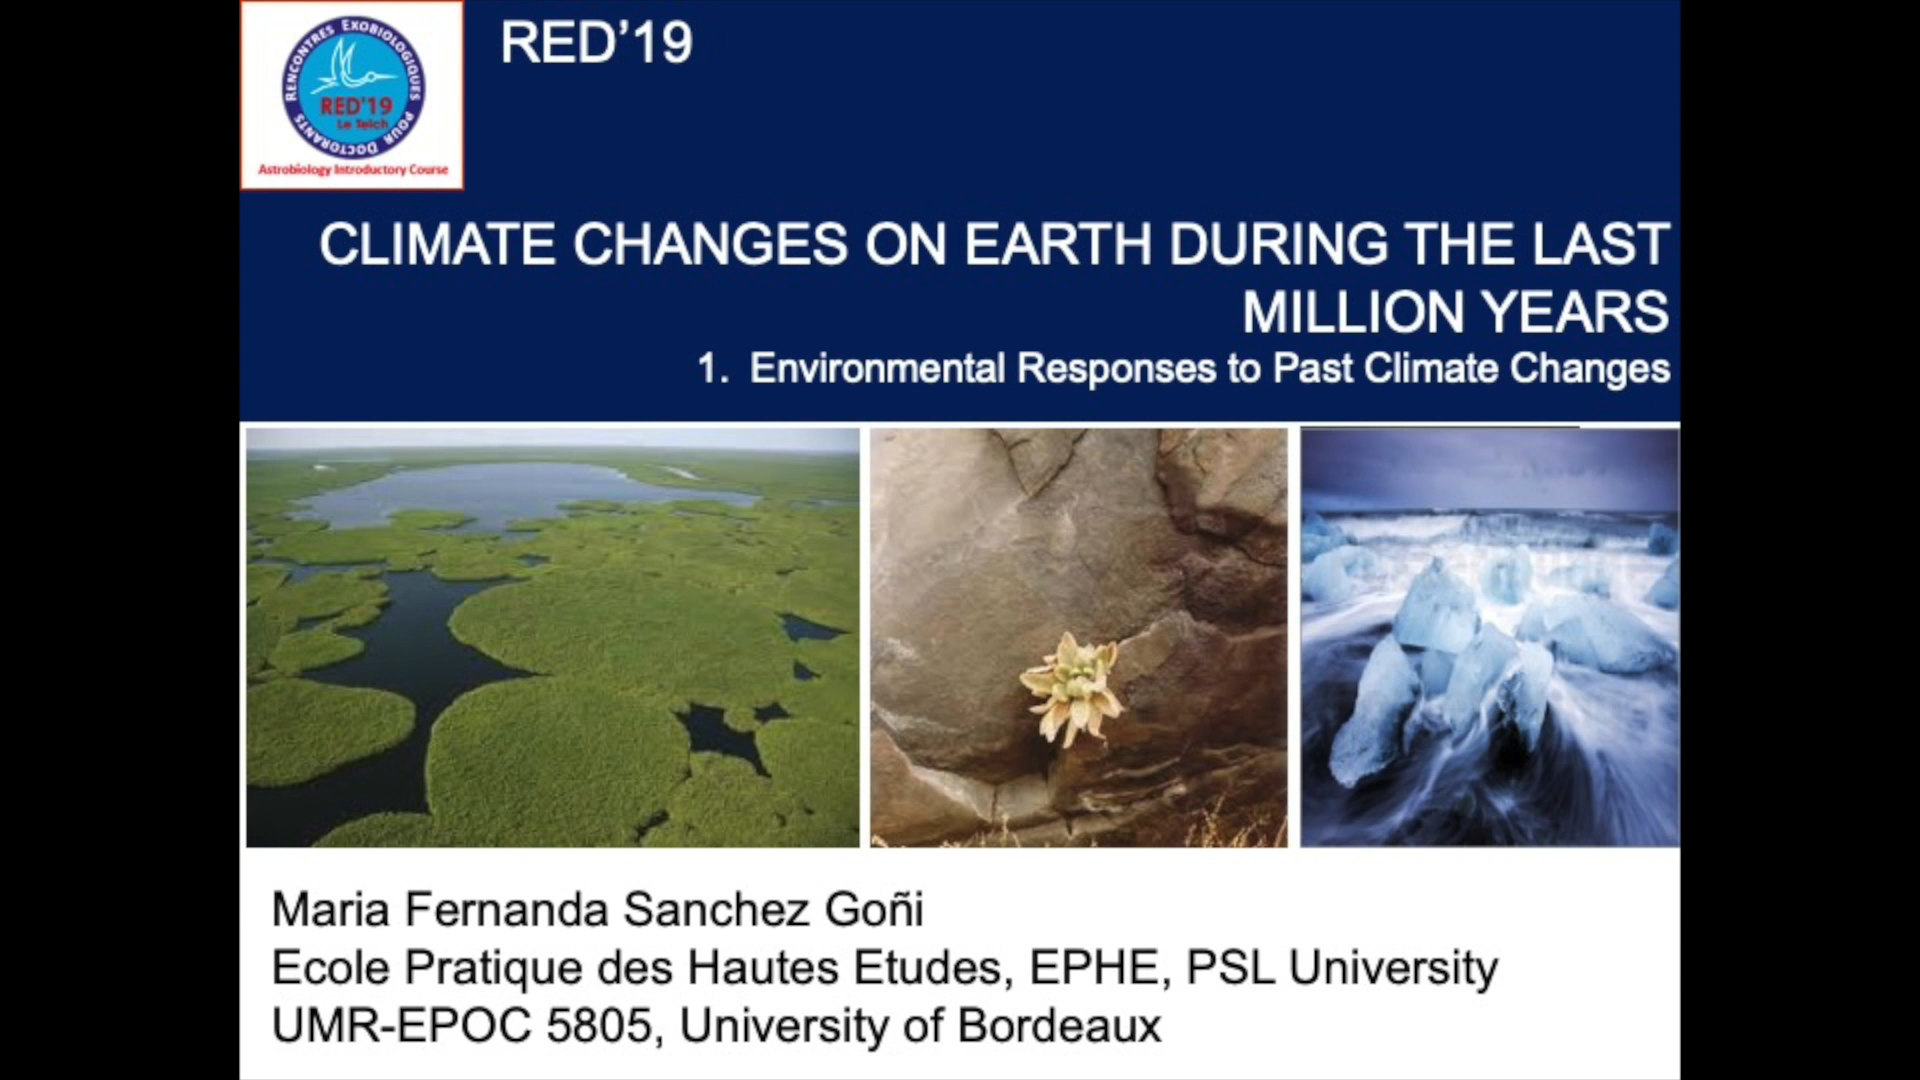 RENCONTRES EXOBIOLOGIQUES POUR DOCTORANTS
RED'19
Le Teich
Astrobiology Introductory Course
RED’19
CLIMATE CHANGES ON EARTH DURING THE LAST
MILLION YEARS
1. Environmental Responses to Past Climate Changes
Maria Fernanda Sanchez Goñi
Ecole Pratique des Hautes Etudes, EPHE, PSL University
UMR-EPOC 5805, University of Bordeaux